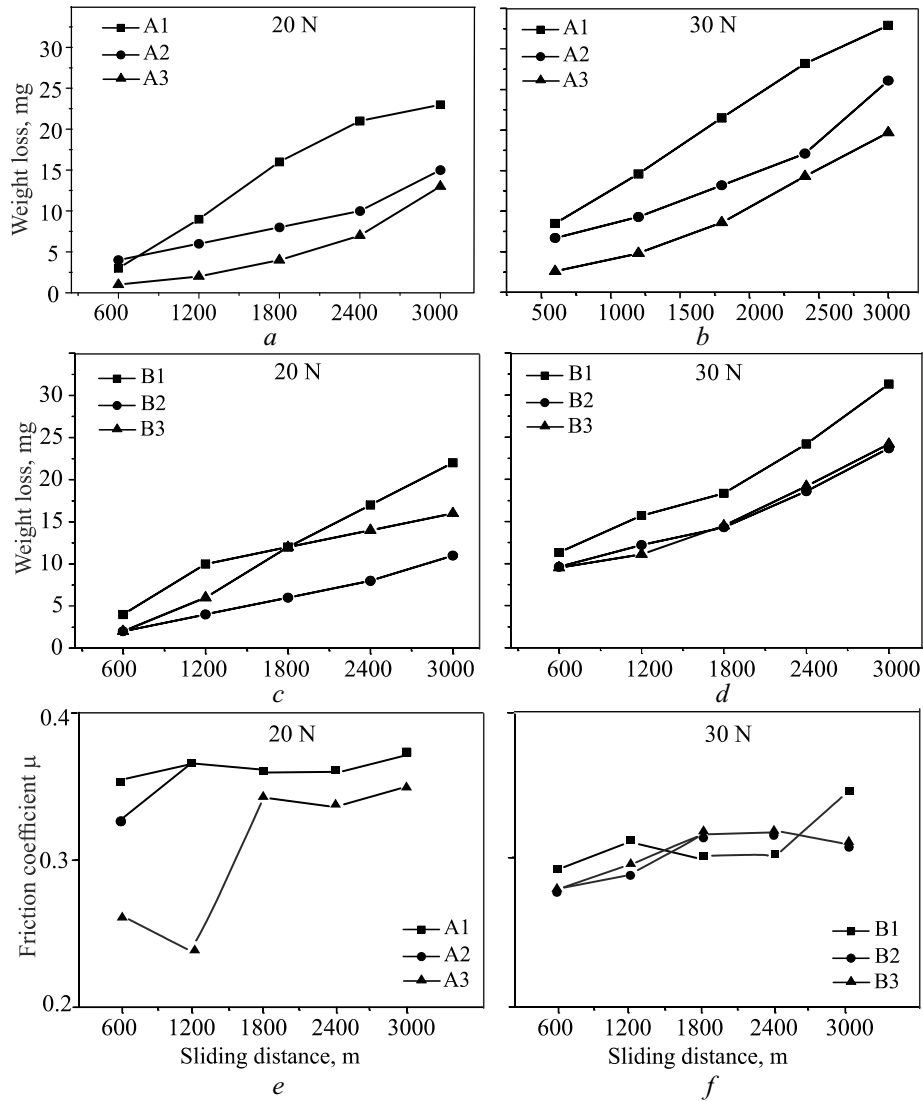 20 N
A1
A2
A3
Weight loss, mg
30
25
20
15
10
5
0
600 1200 1800 2400 3000
a
30 N
A1
A2
A3
500 1000 1500 2000 2500 3000
b
20 N
B1
B2
B3
Weight loss, mg
30
25
20
15
10
5
0
600 1200 1800 2400 3000
c
30 N
B1
B2
B3
600 1200 1800 2400 3000
d
20 N
Friction coefficient μ
0.4
0.3
0.2
A1
A2
A3
600 1200 1800 2400 3000
Sliding distance, m
e
30 N
B1
B2
B3
600 1200 1800 2400 3000
Sliding distance, m
f